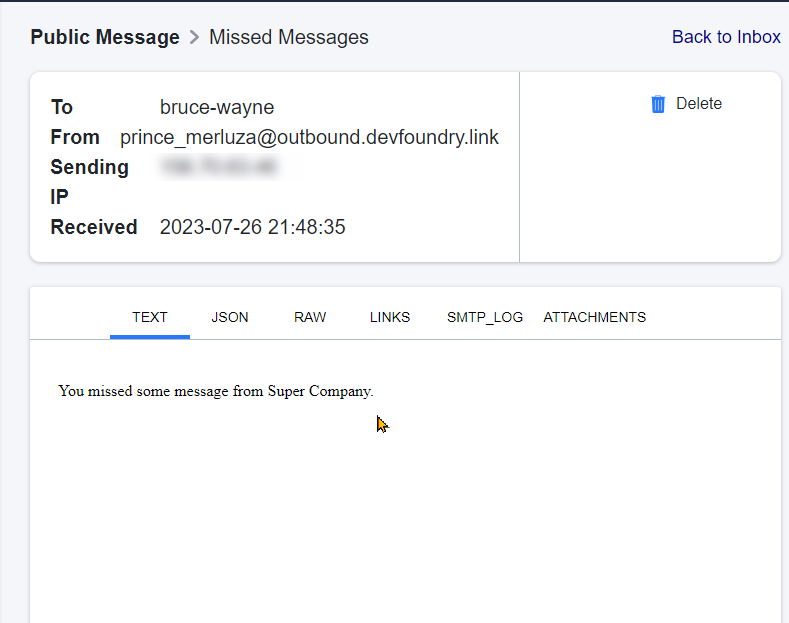 Public Message > Missed Messages
Back to Inbox
To bruce-wayne
From prince_merluza@outbound.devfoundry.link
Sending
IP
Received 2023-07-26 21:48:35
Delete
TEXT JSON RAW LINKS SMTP_LOG ATTACHMENTS
You missed some message from Super Company.